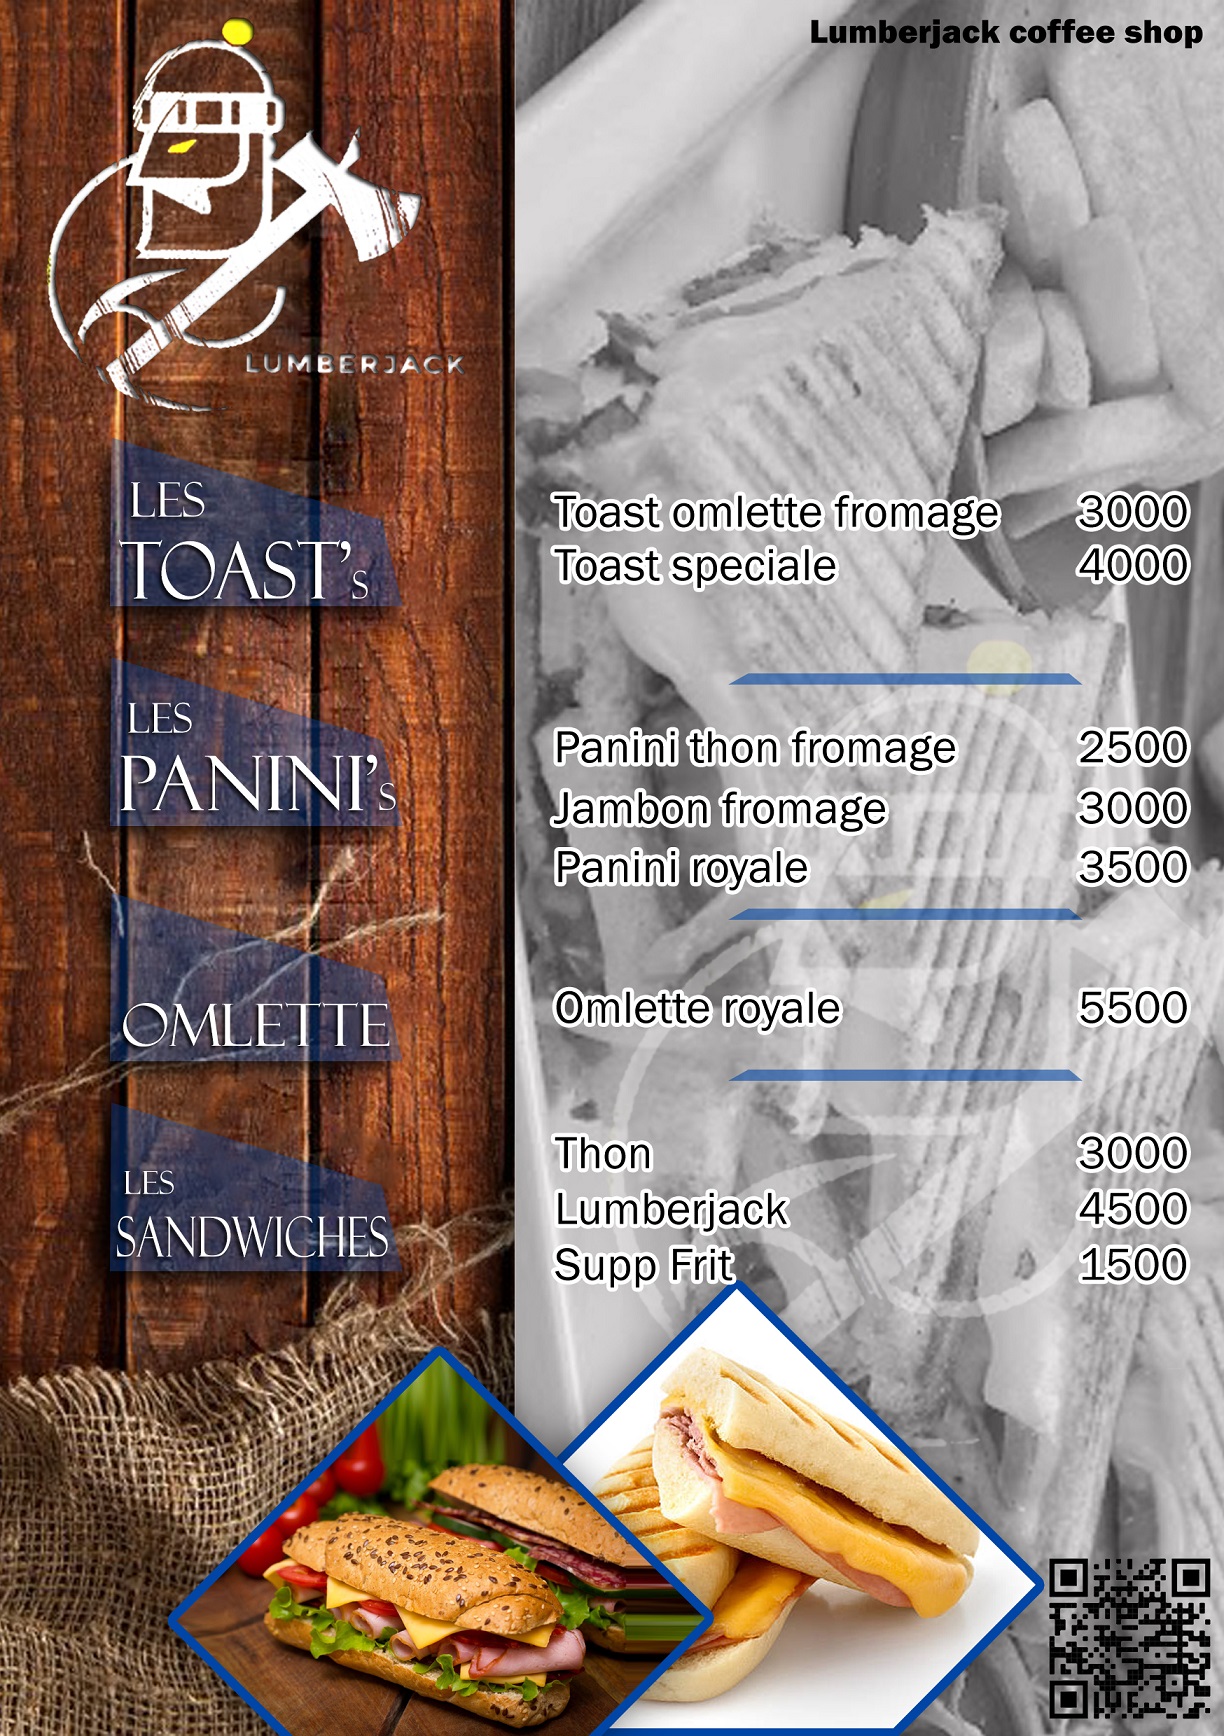 Lumberjack coffee shop
LUMBERJACK
LES
TOAST's
Toast omlette fromage 3000
Toast speciale 4000
LES
PANINI's
Panini thon fromage 2500
Jambon fromage 3000
Panini royale 3500
OMLETTE
Omlette royale 5500
LES
SANDWICHES
Thon 3000
Lumberjack 4500
Supp Frit 1500